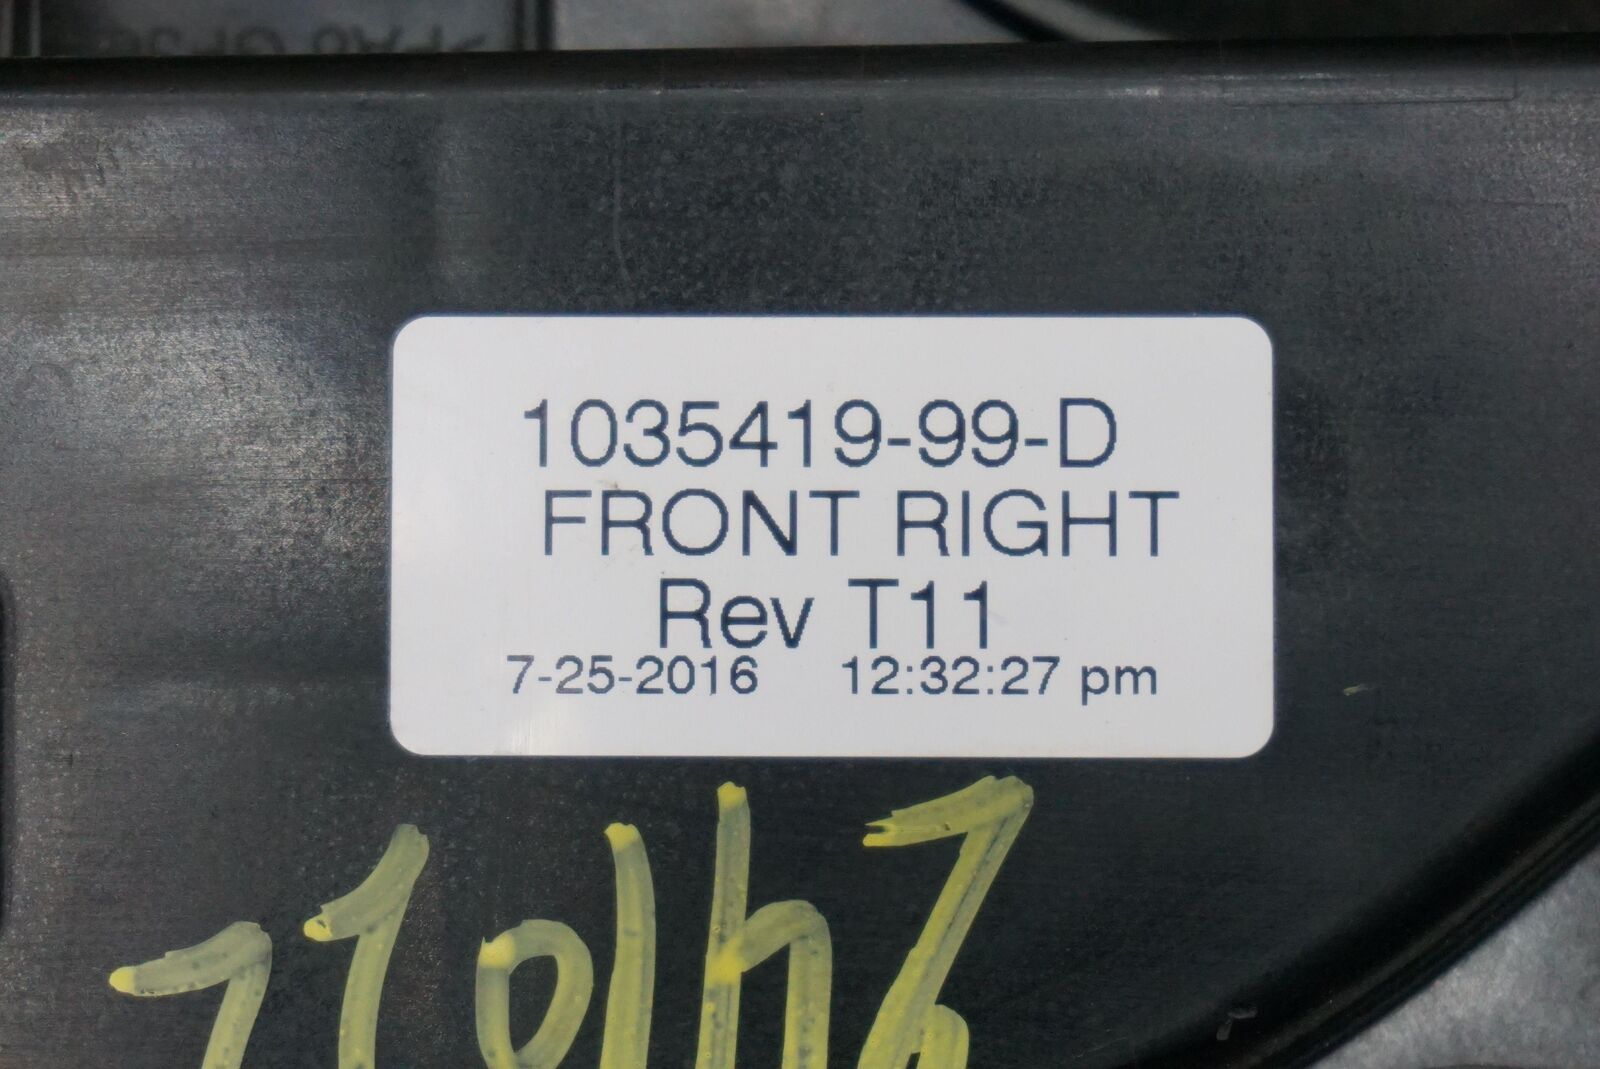 1035419-99-D
FRONT RIGHT
Rev T11
7-25-2016 12:32:27 pm